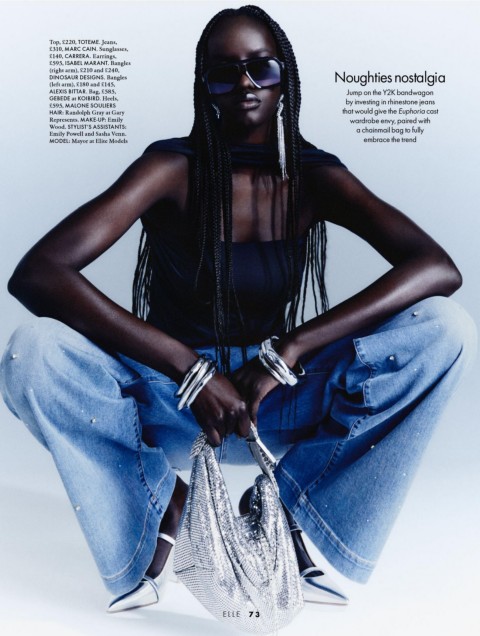 Top, £220, TOTEME. Jeans,
£310, MARC CAIN. Sunglasses,
£140, CARRERA. Earrings,
£595, ISABEL MARANT. Bangles
(right arm), £210 and £240,
DINOSAUR DESIGNS. Bangles
(left arm), £180 and £145,
ALEXIS BITTAR. Bag, £585,
GEDEBE at KOIBIRD. Heels,
£595, MALONE SOULIERS
HAIR: Randolph Gray at Gary
Represents. MAKE-UP: Emily
Wood. STYLIST'S ASSISTANTS:
Emily Powell and Sasha Venn.
MODEL: Mayor at Elite Models
Noughties nostalgia
Jump on the Y2K bandwagon
by investing in rhinestone jeans
that would give the Euphoria cast
wardrobe envy, paired with
a chainmail bag to fully
embrace the trend
ELLE 73